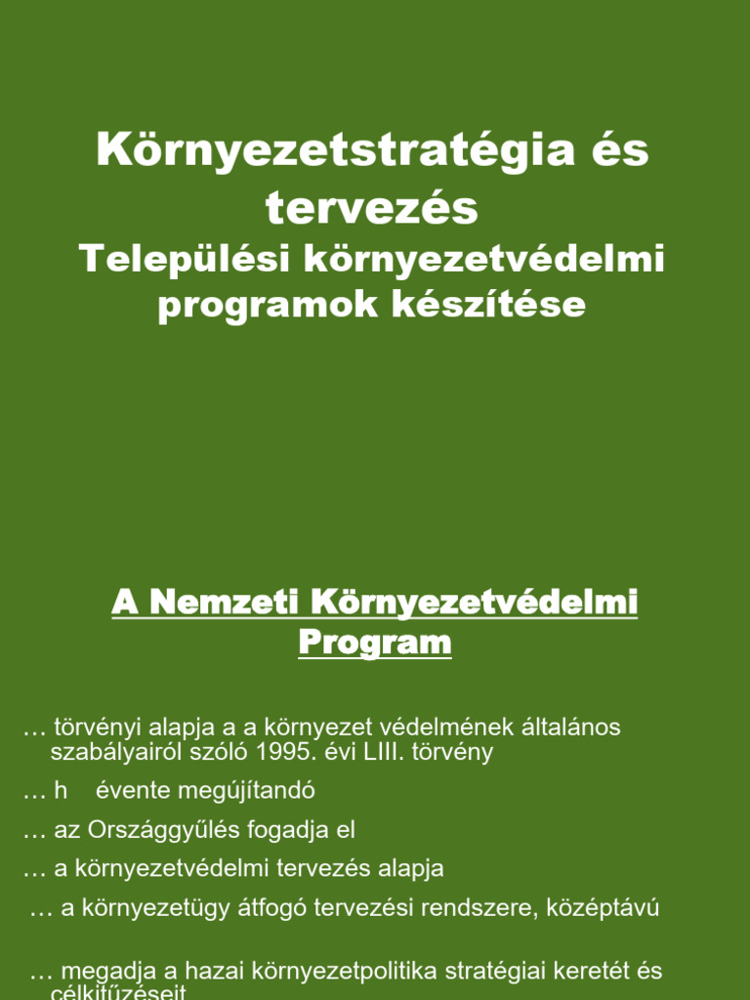 Környezetstratégia és
tervezés
Települési környezetvédelmi
programok készítése
A Nemzeti Környezetvédelmi
Program
… törvényi alapja a a környezet védelmének általános
szabályairól szóló 1995. évi LIII. törvény
… h évente megújítandó
… az Országgyűlés fogadja el
… a környezetvédelmi tervezés alapja
… a környezetügy átfogó tervezési rendszere, középtávú
… megadja a hazai környezetpolitika stratégiai keretét és
célkitűzéseit